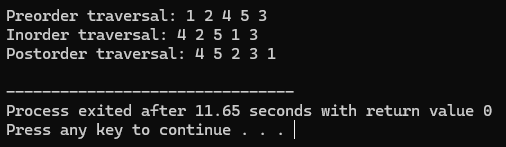 Preorder traversal: 1 2 4 5 3
Inorder traversal: 4 2 5 1 3
Postorder traversal: 4 5 2 3 1
--------------------------------
Process exited after 11.65 seconds with return value 0
Press any key to continue . . .